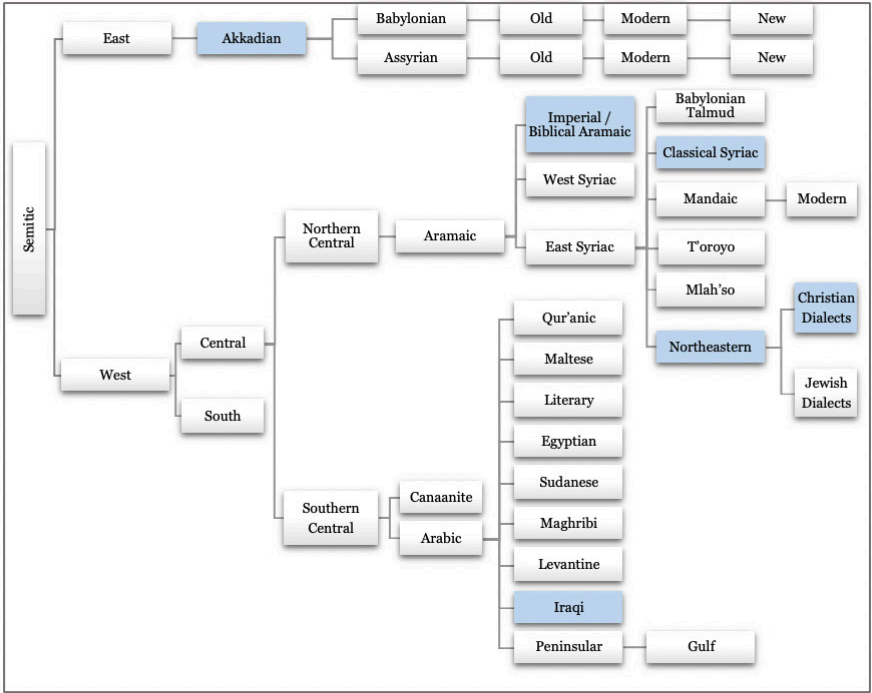 Semitic
East
Akkadian
Babylonian
Old
Modern
New
Assyrian
Old
Modern
New
West
Central
South
Northern
Central
Aramaic
Imperial /
Biblical Aramaic
West Syriac
East Syriac
Babylonian
Talmud
Classical Syriac
Mandaic
Modern
T'oroyo
Mlah'so
Northeastern
Christian
Dialects
Jewish
Dialects
Southern
Central
Canaanite
Arabic
Qur'anic
Maltese
Literary
Egyptian
Sudanese
Maghribi
Levantine
Iraqi
Peninsular
Gulf